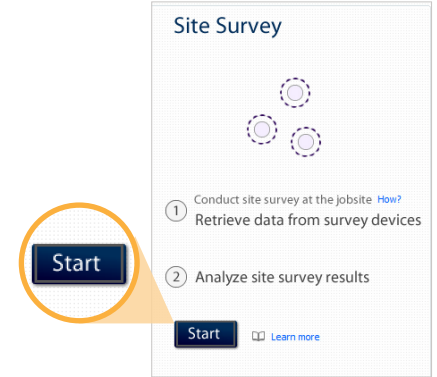 Site Survey
1 Conduct site survey at the jobsite How?
Retrieve data from survey devices
Start
2 Analyze site survey results
Start Learn more